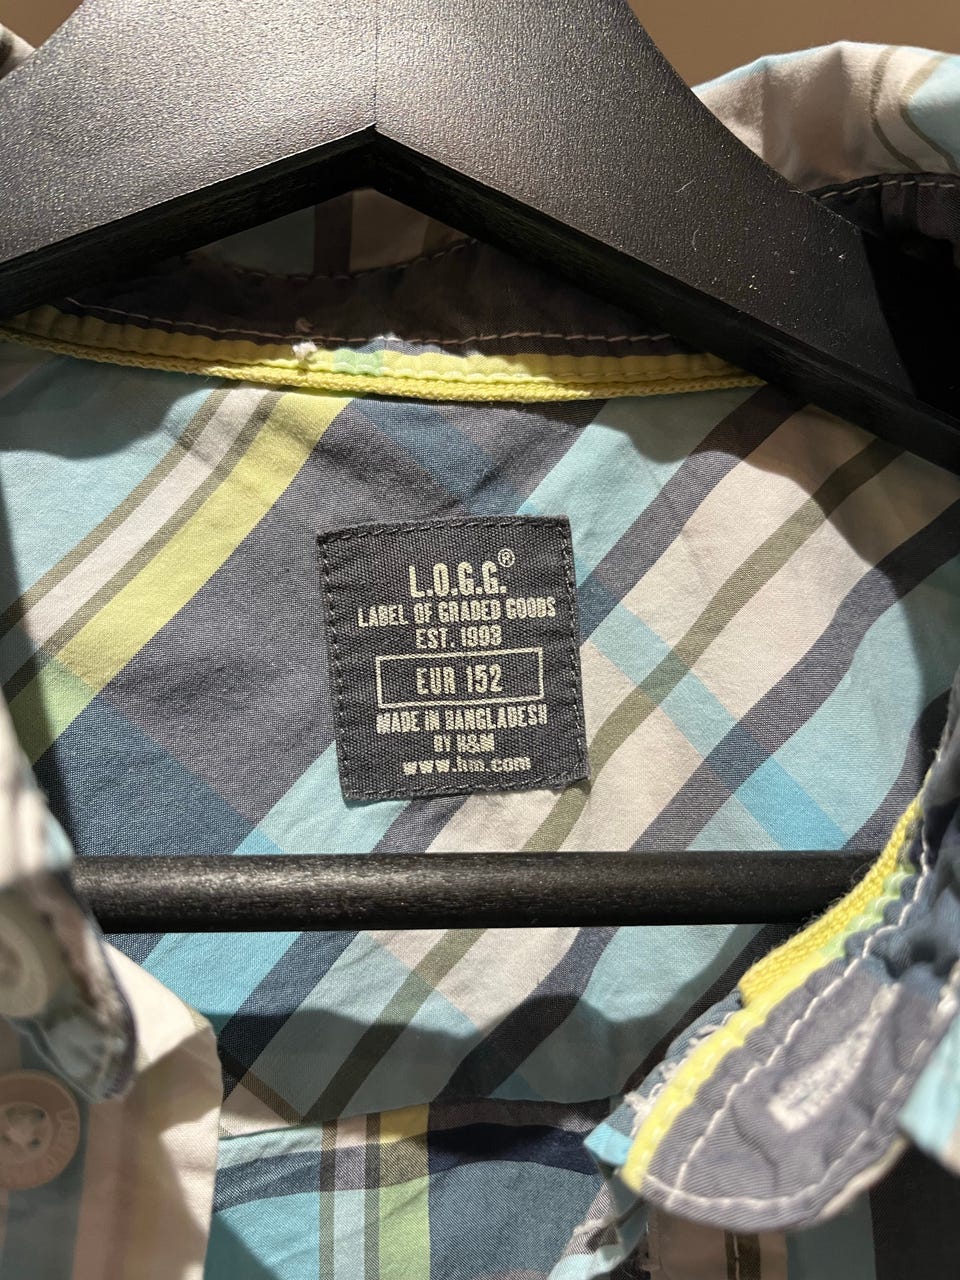 L.O.G.G.®
LABEL OF GRADED GOODS
EST. 1998
EUR 152
MADE IN BANGLADESH
BY H&M
www.hm.com